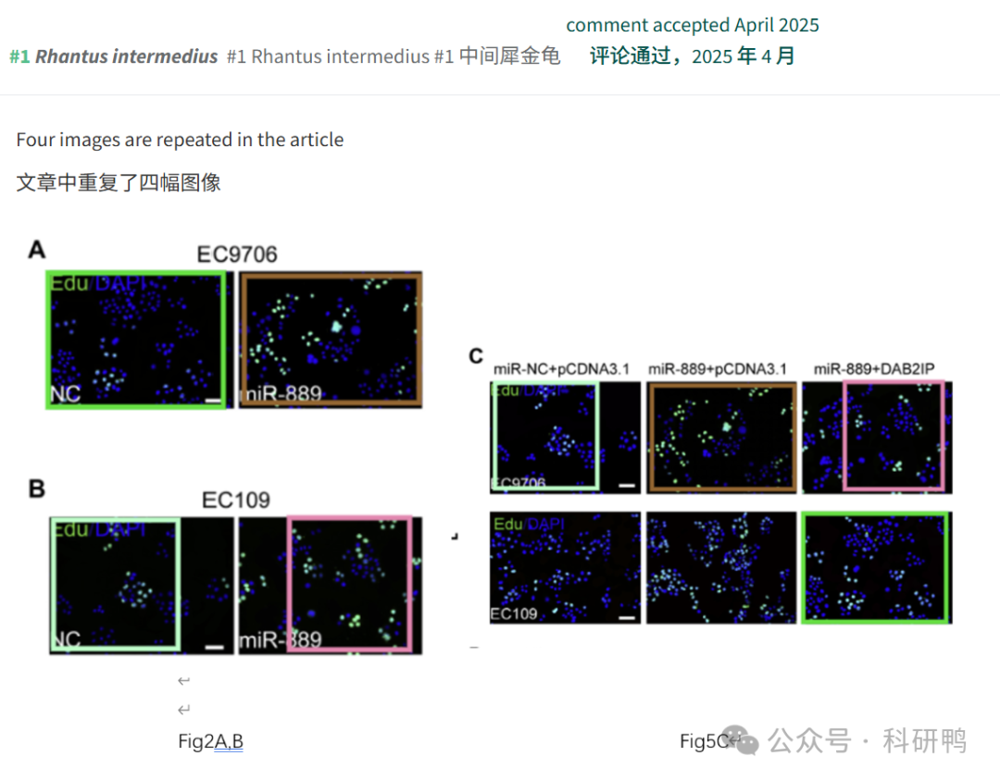 comment accepted April 2025
#1 Rhantus intermedius #1 Rhantus intermedius #1 中间犀金龟 评论通过，2025 年 4 月
Four images are repeated in the article
文章中重复了四幅图像
A
EC9706
Edu/DAPI
NC
miR-889
B
EC109
Edu/DAPI
NC
miR-889
Fig2A,B
C
miR-NC+pCDNA3.1 miR-889+pCDNA3.1 miR-889+DAB2IP
Edu/DAPI
EC9706
Edu/DAPI
EC109
Fig5C
公众号 · 科研鸭